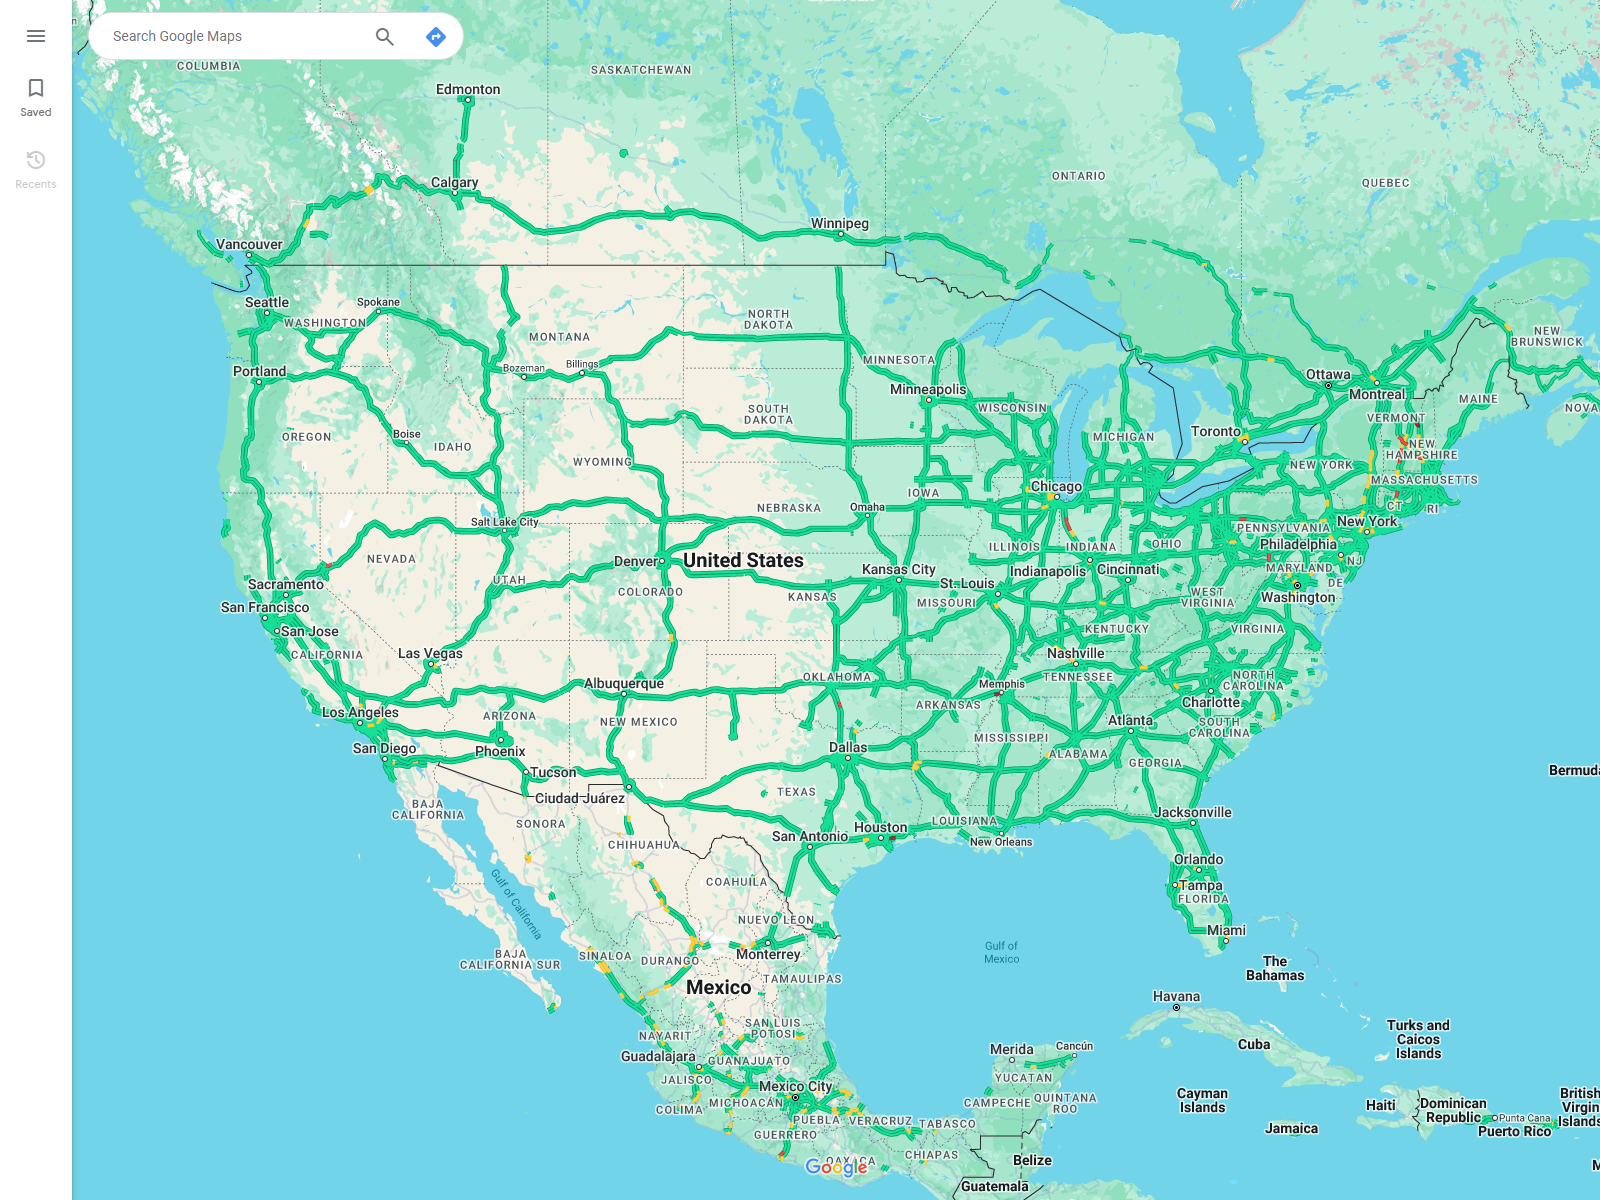 Search Google Maps
Saved
Recents
COLUMBIA
SASKATCHEWAN
Edmonton
ONTARIO
QUEBEC
Calgary
Winnipeg
Vancouver
Seattle
Spokane
WASHINGTON
MONTANA
NORTH
DAKOTA
NEW
BRUNSWICK
Portland
Bozeman
Billings
MINNESOTA
Minneapolis
Ottawa
Montreal
MAINE
NOVA
WISCONSIN
SOUTH
DAKOTA
VERMONT
OREGON
Boise
IDAHO
MICHIGAN
Toronto
NEW
HAMPSHIRE
WYOMING
NEW YORK
MASSACHUSETTS
Chicago
IOWA
CT
RI
NEBRASKA
Omaha
Salt Lake City
New York
PENNSYLVANIA
NEVADA
Denver
United States
ILLINOIS
INDIANA
OHIO
Philadelphia
NJ
Kansas City
Indianapolis
Cincinnati
MARYLAND
Sacramento
UTAH
COLORADO
KANSAS
St. Louis
MISSOURI
WEST
VIRGINIA
DE
Washington
San Francisco
San Jose
KENTUCKY
VIRGINIA
CALIFORNIA
Las Vegas
Nashville
Albuquerque
OKLAHOMA
TENNESSEE
Memphis
NORTH
CAROLINA
Charlotte
Los Angeles
ARIZONA
NEW MEXICO
ARKANSAS
Atlanta
SOUTH
CAROLINA
San Diego
Phoenix
Dallas
MISSISSIPPI
ALABAMA
GEORGIA
Tucson
Bermuda
Ciudad Juárez
TEXAS
BAJA
CALIFORNIA
SONORA
LOUISIANA
Jacksonville
Houston
San Antonio
New Orleans
CHIHUAHUA
Orlando
Tampa
FLORIDA
COAHUILA
Gulf of California
NUEVO LEON
Miami
Gulf of
Mexico
BAJA
CALIFORNIA SUR
SINALOA
DURANGO
Monterrey
The
Bahamas
TAMAULIPAS
Mexico
Havana
SAN LUIS
POTOSI
NAYARIT
Turks and
Caicos
Islands
Cuba
Guadalajara
GUANAJUATO
Merida
Cancún
JALISCO
Mexico City
YUCATAN
COLIMA
MICHOACÁN
CAMPECHE
QUINTANA
ROO
Cayman
Islands
Haiti
Dominican
Republic
British
Virgin
Islands
Punta Cana
Puerto Rico
PUEBLA
VERACRUZ
TABASCO
Jamaica
GUERRERO
OAXACA
CHIAPAS
Belize
Google
Guatemala